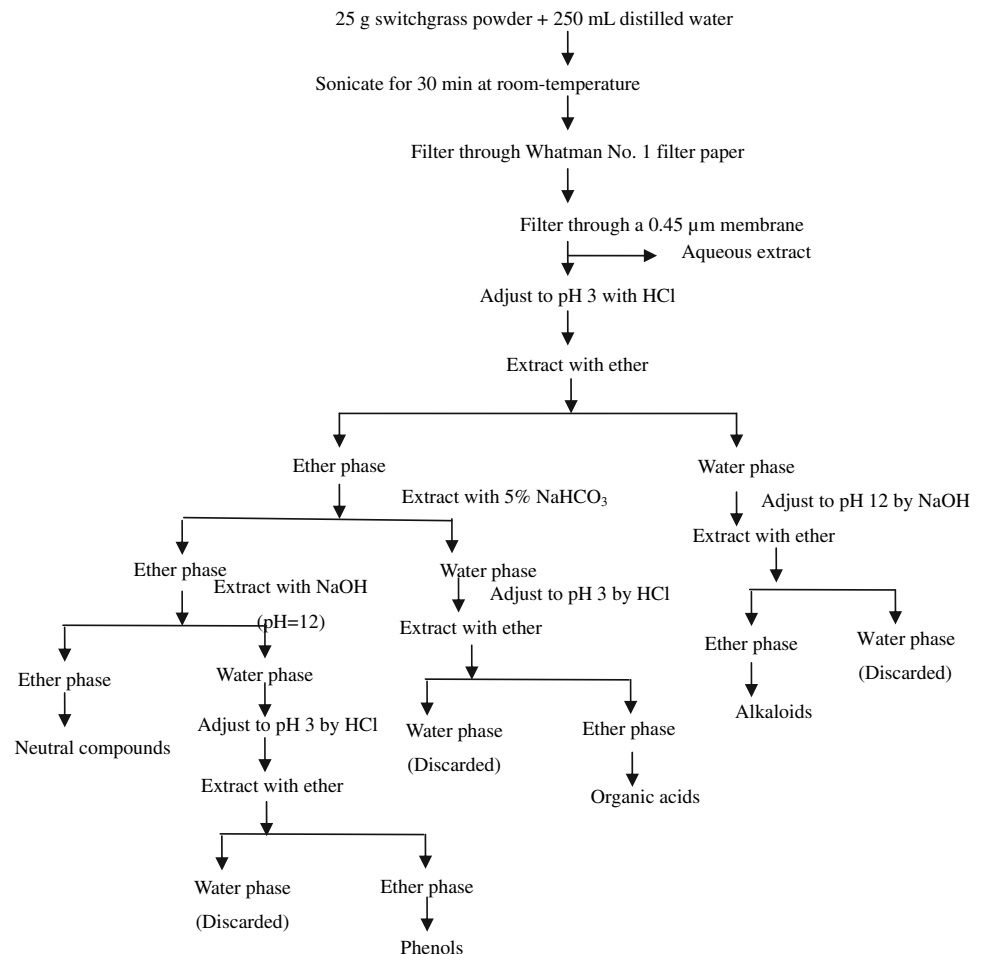 25 g switchgrass powder + 250 mL distilled water
Sonicate for 30 min at room-temperature
Filter through Whatman No. 1 filter paper
Filter through a 0.45 µm membrane
Aqueous extract
Adjust to pH 3 with HCl
Extract with ether
Ether phase
Water phase
Extract with 5% NaHCO₃
Adjust to pH 12 by NaOH
Extract with ether
Ether phase
Water phase
Extract with NaOH
(pH=12)
Adjust to pH 3 by HCl
Extract with ether
Ether phase
Water phase
(Discarded)
Ether phase
Water phase
Alkaloids
Neutral compounds
Adjust to pH 3 by HCl
Water phase
(Discarded)
Ether phase
Organic acids
Extract with ether
Water phase
(Discarded)
Ether phase
Phenols